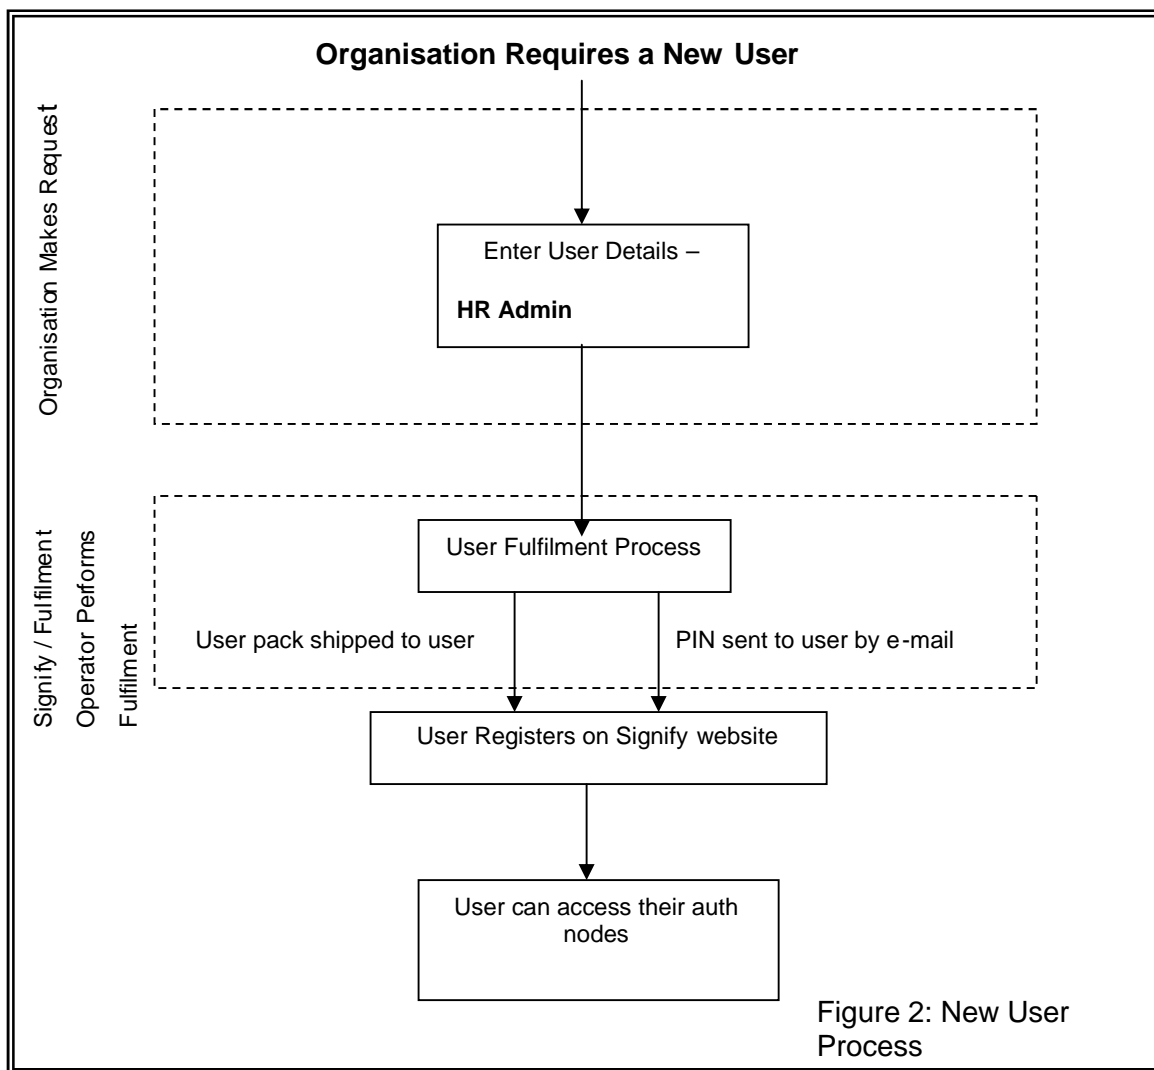 Organisation Requires a New User
Organisation Makes Request
Enter User Details –
HR Admin
Signify / Fulfilment
Operator Performs
Fulfilment
User Fulfilment Process
User pack shipped to user
PIN sent to user by e-mail
User Registers on Signify website
User can access their auth
nodes
Figure 2: New User
Process